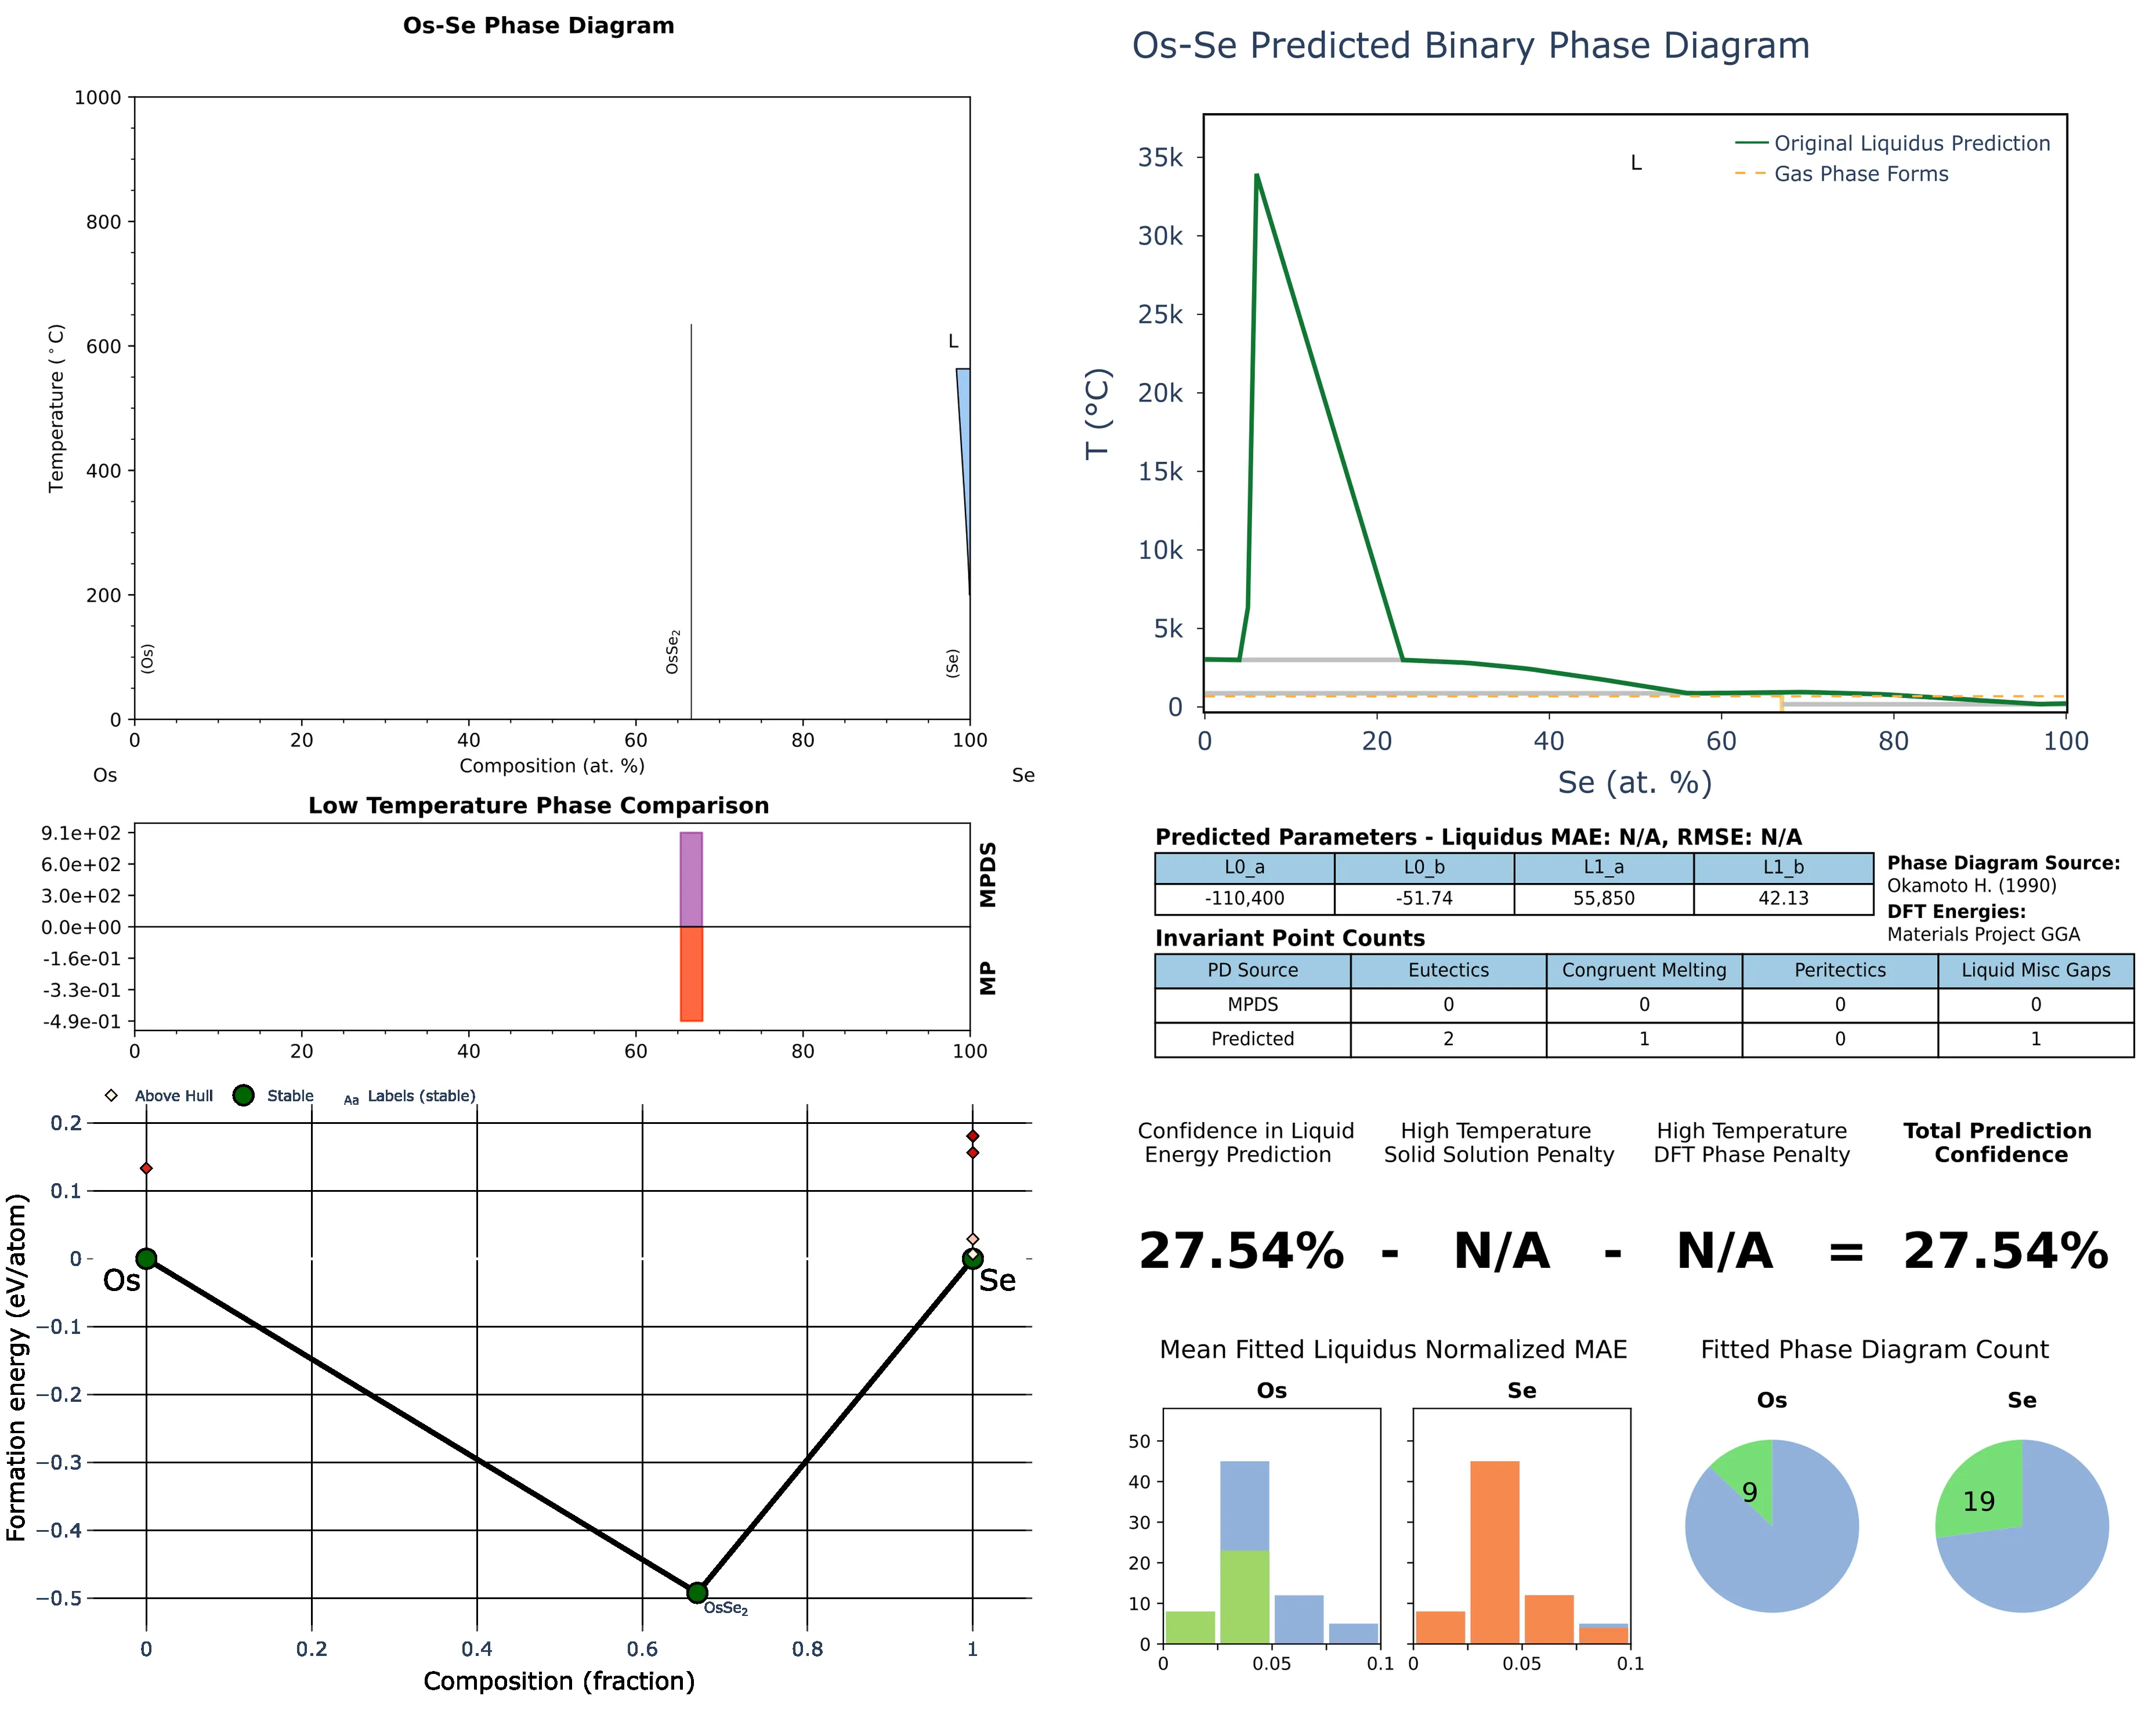 Os-Se Phase Diagram
1000
800
600
400
200
0
Temperature (°C)
L
(Os)
OsSe2
(Se)
0 20 40 60 80 100
Composition (at. %)
Os
Se
Low Temperature Phase Comparison
9.1e+02
6.0e+02
3.0e+02
0.0e+00
-1.6e-01
-3.3e-01
-4.9e-01
MPDS
MP
0 20 40 60 80 100
Above Hull Stable Aa Labels (stable)
0.2
0.1
0
−0.1
−0.2
−0.3
−0.4
−0.5
Formation energy (eV/atom)
Os
Se
OsSe2
0 0.2 0.4 0.6 0.8 1
Composition (fraction)
Os-Se Predicted Binary Phase Diagram
35k
30k
25k
20k
15k
10k
5k
0
T (°C)
L
Original Liquidus Prediction
Gas Phase Forms
0 20 40 60 80 100
Se (at. %)
Predicted Parameters - Liquidus MAE: N/A, RMSE: N/A
L0_a L0_b L1_a L1_b
-110,400 -51.74 55,850 42.13
Phase Diagram Source:
Okamoto H. (1990)
DFT Energies:
Materials Project GGA
Invariant Point Counts
PD Source Eutectics Congruent Melting Peritectics Liquid Misc Gaps
MPDS 0 0 0 0
Predicted 2 1 0 1
Confidence in Liquid
Energy Prediction
High Temperature
Solid Solution Penalty
High Temperature
DFT Phase Penalty
Total Prediction
Confidence
27.54% - N/A - N/A = 27.54%
Mean Fitted Liquidus Normalized MAE
Os
Se
50
40
30
20
10
0
0 0.05 0.1
0 0.05 0.1
Fitted Phase Diagram Count
Os
Se
9
19